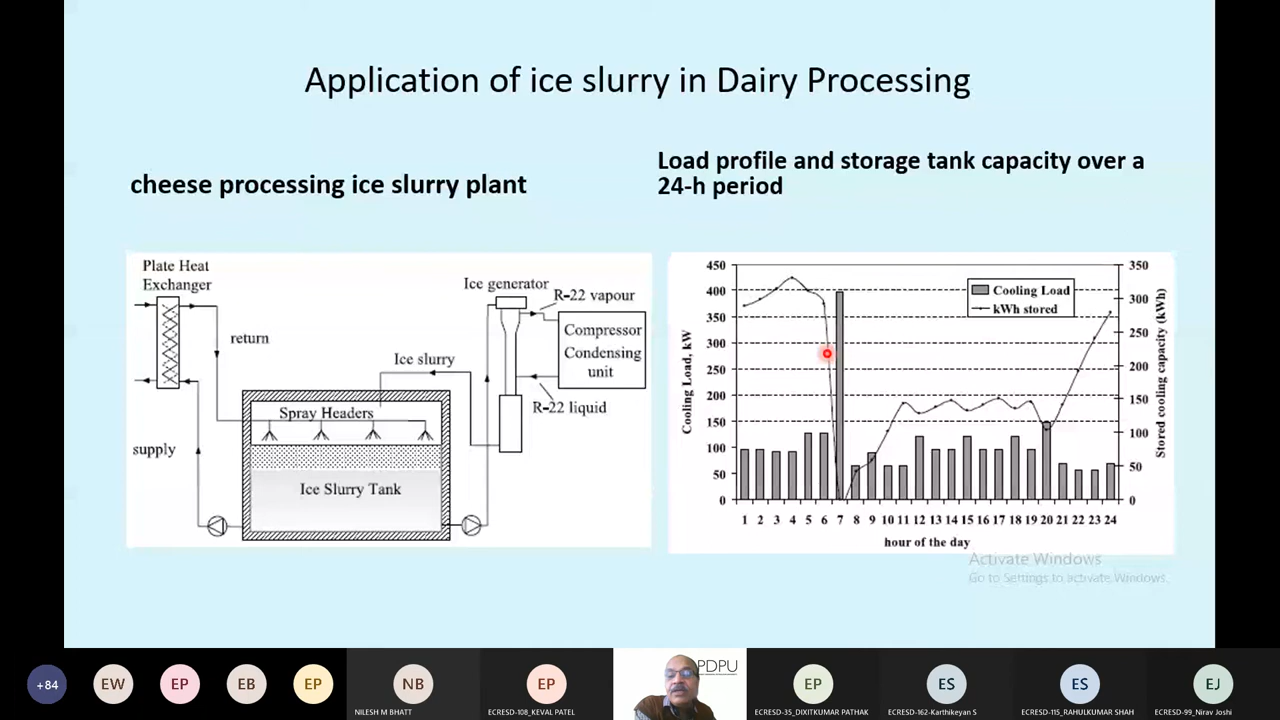 Application of ice slurry in Dairy Processing
cheese processing ice slurry plant
Load profile and storage tank capacity over a
24-h period
Plate Heat
Exchanger
return
supply
Spray Headers
Ice Slurry Tank
Ice slurry
Ice generator
R-22 vapour
Compressor
Condensing
unit
R-22 liquid
Cooling Load
kWh stored
Cooling Load, kW
450
400
350
300
250
200
150
100
50
0
Stored cooling capacity (kWh)
350
300
250
200
150
100
50
0
1 2 3 4 5 6 7 8 9 10 11 12 13 14 15 16 17 18 19 20 21 22 23 24
hour of the day
Activate Windows
Go to Settings to activate Windows.
+84
EW
EP
EB
EP
NB
NILESH M BHATT
EP
ECRESD-108_KEVAL PATEL
PDPU
EP
ECRESD-35_DIXITKUMAR PATHAK
ES
ECRESD-162-Karthikeyan S
ES
ECRESD-115_RAHULKUMAR SHAH
EJ
ECRESD-99_Nirav Joshi